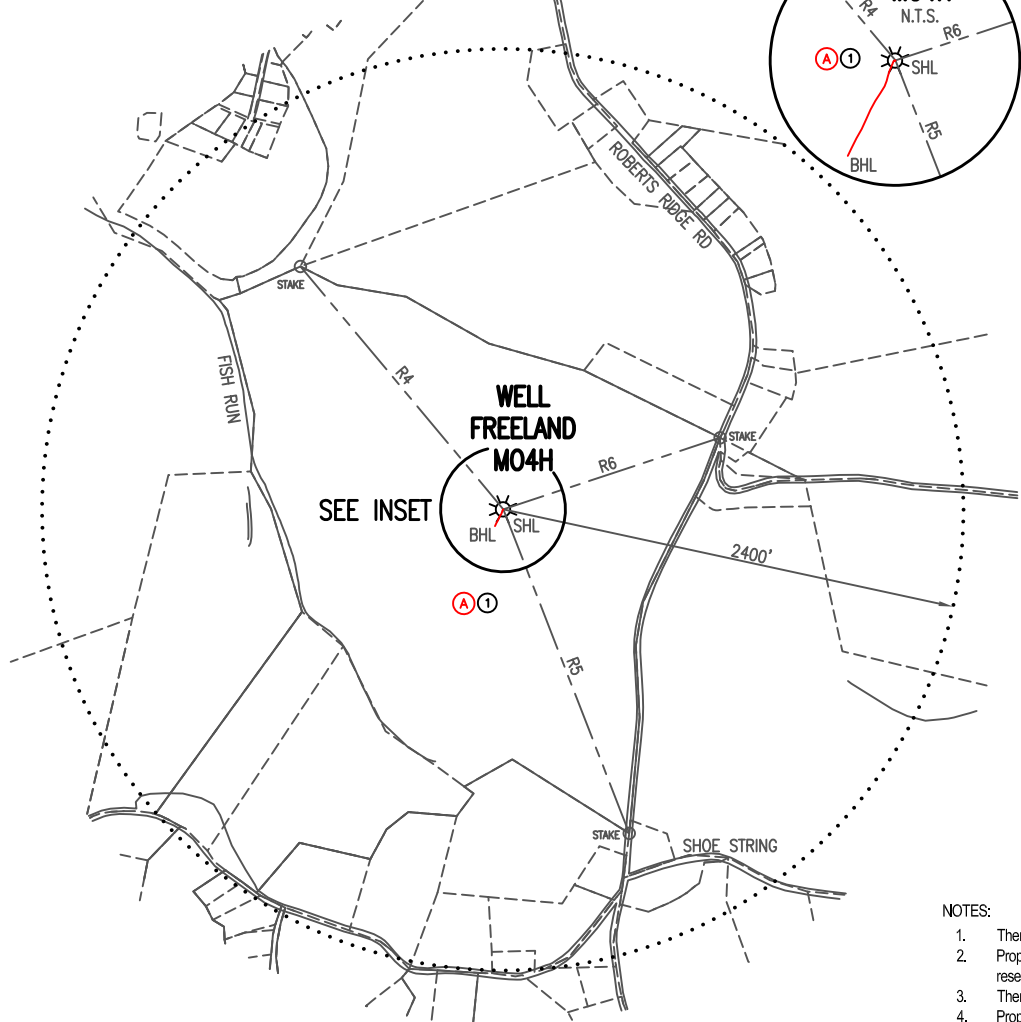 N.T.S.
R4
R6
A 1
SHL
R5
BHL
ROBERTS RIDGE RD
STAKE
FISH RUN
R4
WELL
FREELAND
M04H
STAKE
R6
SEE INSET
BHL
SHL
2400'
A 1
R5
STAKE
SHOE STRING
NOTES:
1.
2.
3.
4.